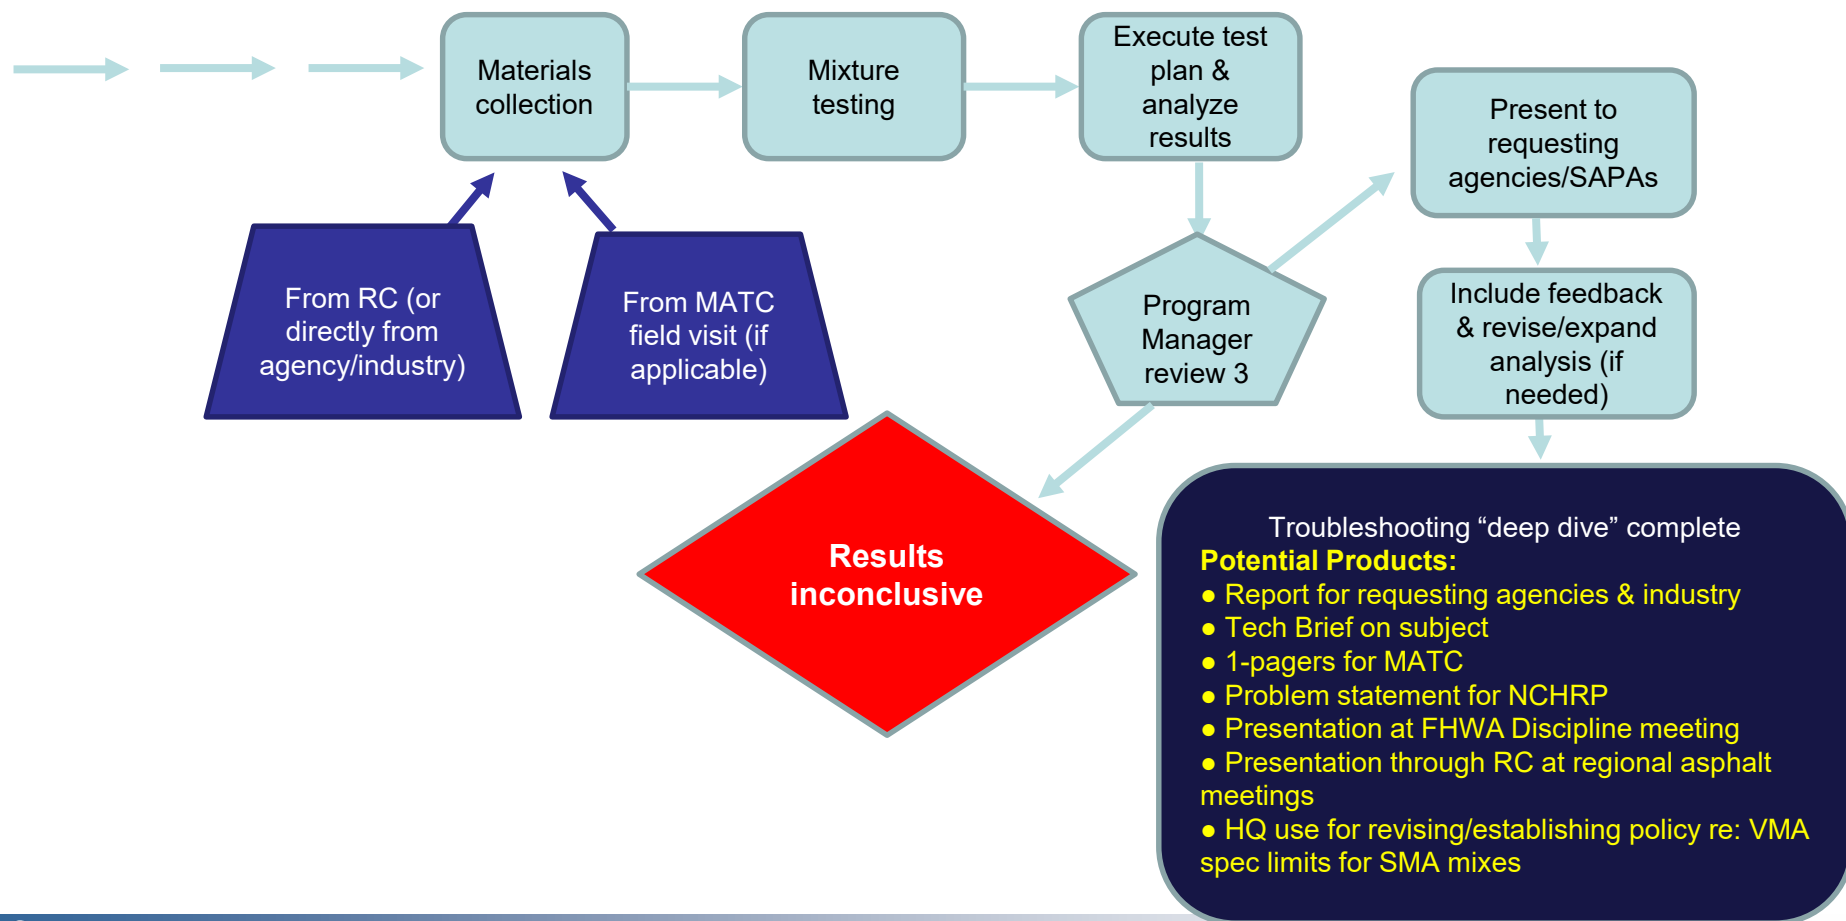 Materials
collection
Mixture
testing
Execute test
plan &
analyze
results
Present to
requesting
agencies/SAPAs
From RC (or
directly from
agency/industry)
From MATC
field visit (if
applicable)
Program
Manager
review 3
Include feedback
& revise/expand
analysis (if
needed)
Results
inconclusive
Troubleshooting “deep dive” complete
Potential Products:
● Report for requesting agencies & industry
● Tech Brief on subject
● 1-pagers for MATC
● Problem statement for NCHRP
● Presentation at FHWA Discipline meeting
● Presentation through RC at regional asphalt
meetings
● HQ use for revising/establishing policy re: VMA
spec limits for SMA mixes